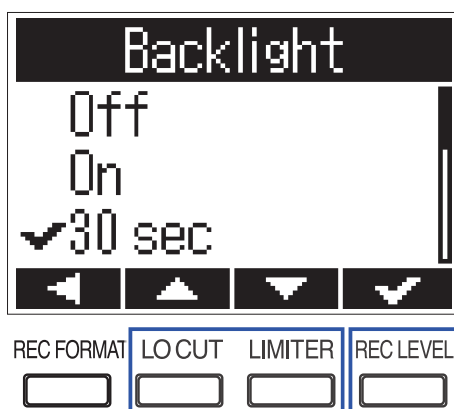 Backlight
Off
On
30 sec
REC FORMAT LO CUT LIMITER REC LEVEL